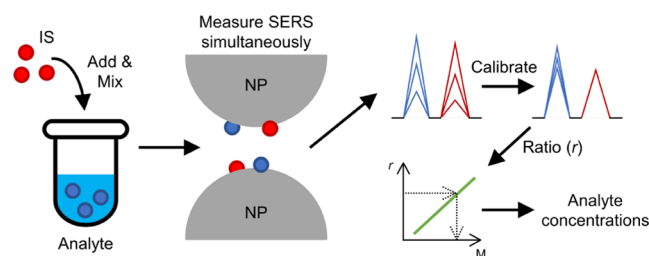 IS
Add &
Mix
Analyte
Measure SERS
simultaneously
NP
NP
Calibrate
Ratio (r)
r
M
Analyte
concentrations